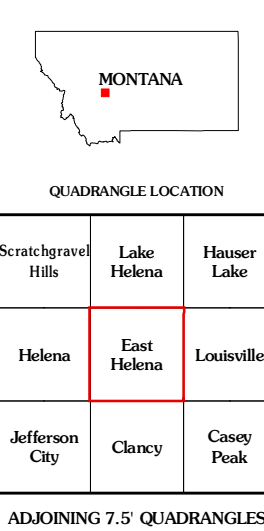 MONTANA
QUADRANGLE LOCATION
Scratchgravel
Hills
Lake
Helena
Hauser
Lake
Helena
East
Helena
Louisville
Jefferson
City
Clancy
Casey
Peak
ADJOINING 7.5' QUADRANGLES